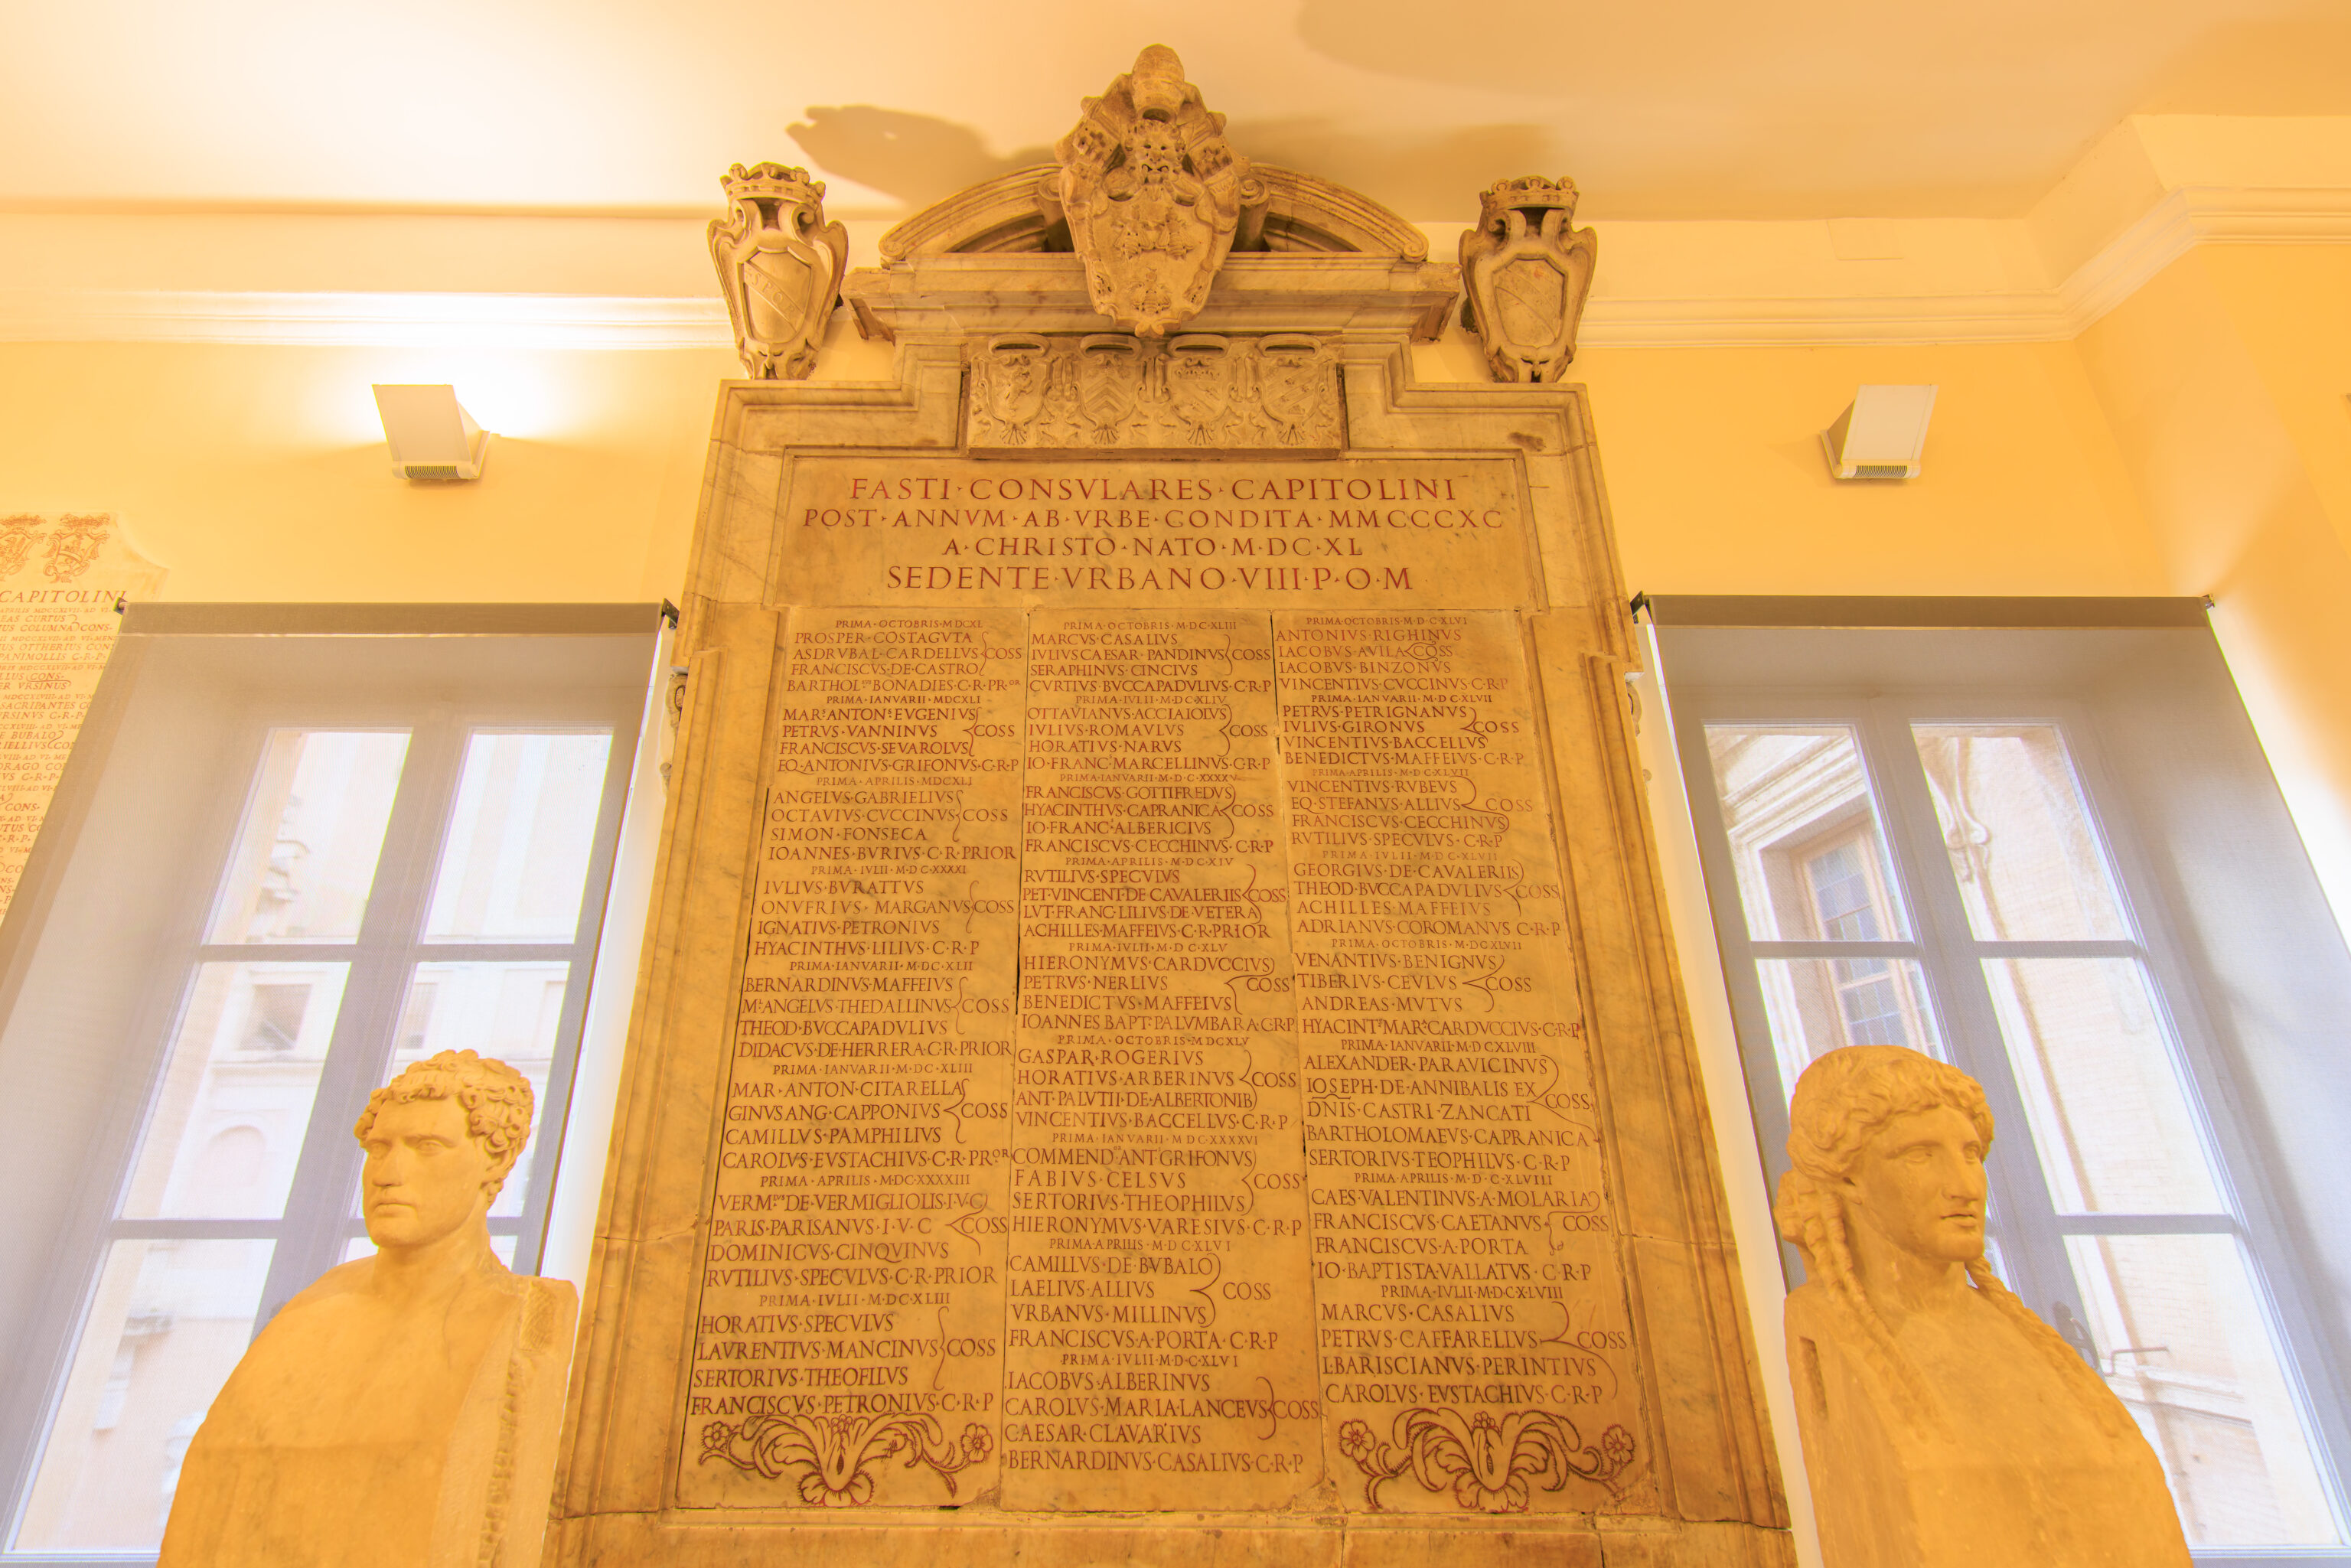 SPQR
FASTI·CONSVLARES·CAPITOLINI
POST·ANNVM·AB·VRBE·CONDITA·MMCCCXC
A·CHRISTO·NATO·M·DC·XL
SEDENTE·VRBANO·VIII·P·O·M
PRIMA·OCTOBRIS·MDCXL
PROSPER·COSTAGVTA
ASDRVBAL·CARDELLVS COSS
FRANCISCVS·DE·CASTRO
BARTHOL BONADIES·C·R·PR·OR
PRIMA·IANVARII·MDCXLI
MAR·ANTON·EVGENIVS
PETRVS·VANNINVS COSS
FRANCISCVS·SEVAROLVS
EQ·ANTONIVS·GRIFONVS·C·R·P
PRIMA·APRILIS·MDCXLI
ANGELVS·GABRIELIVS
OCTAVIVS·CVCCINVS COSS
SIMON·FONSECA
IOANNES·BVRIVS·C·R·PRIOR
PRIMA·IVLII·M·DC·XXXXI
IVLIVS·BVRATTVS
ONVFRIVS·MARGANVS COSS
IGNATIVS·PETRONIVS
HYACINTHVS·LILIVS·C·R·P
PRIMA·IANVARII·M·DC·XLII
BERNARDINVS·MAFFEIVS
M·ANGELVS·THEDALLINVS COSS
THEOD·BVCCAPADVLIVS
DIDACVS·DE·HERRERA·C·R·PRIOR
PRIMA·IANVARII·M·DC·XLIII
MAR·ANTON·CITARELLA
GINVS ANG·CAPPONIVS COSS
CAMILLVS·PAMPHILIVS
CAROLVS·EVSTACHIVS·C·R·PR·OR
PRIMA·APRILIS·MDC·XXXXIII
VERM DE·VERMIGLIOLIS·I·V·C
PARIS·PARISANVS·I·V·C COSS
DOMINICVS·CINQVINVS
RVTILIVS·SPECVLVS·C·R·PRIOR
PRIMA·IVLII·M·DC·XLIII
HORATIVS·SPECVLVS
LAVRENTIVS·MANCINVS COSS
SERTORIVS·THEOFILVS
FRANCISCVS·PETRONIVS·C·R·P
PRIMA·OCTOBRIS·M·DC·XLIII
MARCVS·CASALIVS
IVLIVS CAESAR·PANDINVS COSS
SERAPHINVS·CINCIVS
CVRTIVS·BVCCAPADVLIVS·C·R·P
PRIMA·IVLII·M·DC·XLIV
OTTAVIANVS·ACCIAIOLVS
IVLIVS·ROMAVLVS COSS
HORATIVS·NARVS
IO·FRANC·MARCELLINVS·C·R·P
PRIMA·IANVARII·M·D·C·XXXXV
FRANCISCVS·GOTTIFREDVS
HYACINTHVS·CAPRANICA COSS
IO·FRANC·ALBERICIVS
FRANCISCVS·CECCHINVS·C·R·P
PRIMA·APRILIS·M·DC·XIV
RVTILIVS·SPECVLVS
PET·VINCENT·DE CAVALERIIS COSS
LVT·FRANC·LILIVS·DE·VETERA
ACHILLES·MAFFEIVS·C·R·PRIOR
PRIMA·IVLII·M·D·C·XLV
HIERONYMVS·CARDVCCIVS
PETRVS·NERLIVS COSS
BENEDICTVS·MAFFEIVS
IOANNES BAPT·PALVMBARA·C·R·P
PRIMA·OCTOBRIS·MDCXLV
GASPAR·ROGERIVS
HORATIVS·ARBERINVS COSS
ANT·PALVTII·DE·ALBERTONIB
VINCENTIVS·BACCELLVS·C·R·P
PRIMA·IANVARII·M·DC·XXXXVI
COMMEND ANT·GRIFONVS
FABIVS·CELSVS COSS
SERTORIVS·THEOPHILVS
HIERONYMVS·VARESIVS·C·R·P
PRIMA·APRILIS·M·DCXLVI
CAMILLVS·DE·BVBALO
LAELIVS·ALLIVS COSS
VRBANVS·MILLINVS
FRANCISCVS·A·PORTA·C·R·P
PRIMA·IVLII·M·D·C·XLVI
IACOBVS·ALBERINVS
CAROLVS·MARIA·LANCEVS COSS
CAESAR·CLAVARIVS
BERNARDINVS·CASALIVS·C·R·P
PRIMA·OCTOBRIS·M·D·C·XLVI
ANTONIVS·RIGHINVS
IACOBVS·AVILA COSS
IACOBVS·BINZONVS
VINCENTIVS·CVCCINVS·C·R·P
PRIMA·IANVARII·M·D·C·XLVII
PETRVS·PETRIGNANVS
IVLIVS·GIRONVS COSS
VINCENTIVS·BACCELLVS
BENEDICTVS·MAFFEIVS·C·R·P
PRIMA·APRILIS·M·D·C·XLVII
VINCENTIVS·RVBEVS
EQ·STEFANVS·ALLIVS COSS
FRANCISCVS·CECCHINVS
RVTILIVS·SPECVLVS·C·R·P
PRIMA·IVLII·M·D·C·XLVII
GEORGIVS·DE·CAVALERIIS
THEOD·BVCCAPADVLIVS COSS
ACHILLES·MAFFEIVS
ADRIANVS·COROMANVS·C·R·P
PRIMA·OCTOBRIS·M·DCXLVII
VENANTIVS·BENIGNVS
TIBERIVS·CEVLVS COSS
ANDREAS·MVTVS
HYACINT·MAR·CARDVCCIVS·C·R·P
PRIMA·IANVARII·M·D·CXLVIII
ALEXANDER·PARAVICINVS
IOSEPH·DE·ANNIBALIS EX
DNIS·CASTRI·ZANCATI COSS
BARTHOLOMAEVS·CAPRANICA
SERTORIVS·TEOPHILVS·C·R·P
PRIMA·APRILIS·M·D·C·XLVIII
CAES·VALENTINVS·A·MOLARIA
FRANCISCVS·CAETANVS COSS
FRANCISCVS·A·PORTA
IO·BAPTISTA·VALLATVS·C·R·P
PRIMA·IVLII·M·D·C·XLVIII
MARCVS·CASALIVS
PETRVS·CAFFARELLVS COSS
I·BARISCIANVS·PERINTIVS
CAROLVS·EVSTACHIVS·C·R·P
CAPITOLINI